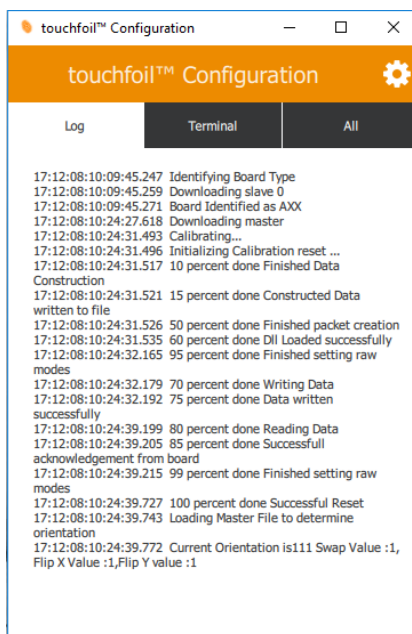 touchfoil™ Configuration
touchfoil™ Configuration
Log Terminal All
17:12:08:10:09:45.247 Identifying Board Type
17:12:08:10:09:45.259 Downloading slave 0
17:12:08:10:09:45.271 Board Identified as AXX
17:12:08:10:24:27.618 Downloading master
17:12:08:10:24:31.493 Calibrating...
17:12:08:10:24:31.496 Initializing Calibration reset ...
17:12:08:10:24:31.517 10 percent done Finished Data
Construction
17:12:08:10:24:31.521 15 percent done Constructed Data
written to file
17:12:08:10:24:31.526 50 percent done Finished packet creation
17:12:08:10:24:31.535 60 percent done Dll Loaded successfully
17:12:08:10:24:32.165 95 percent done Finished setting raw
modes
17:12:08:10:24:32.179 70 percent done Writing Data
17:12:08:10:24:32.192 75 percent done Data written
successfully
17:12:08:10:24:39.199 80 percent done Reading Data
17:12:08:10:24:39.205 85 percent done Successfull
acknowledgement from board
17:12:08:10:24:39.215 99 percent done Finished setting raw
modes
17:12:08:10:24:39.727 100 percent done Successful Reset
17:12:08:10:24:39.743 Loading Master File to determine
orientation
17:12:08:10:24:39.772 Current Orientation is111 Swap Value :1,
Flip X Value :1,Flip Y value :1